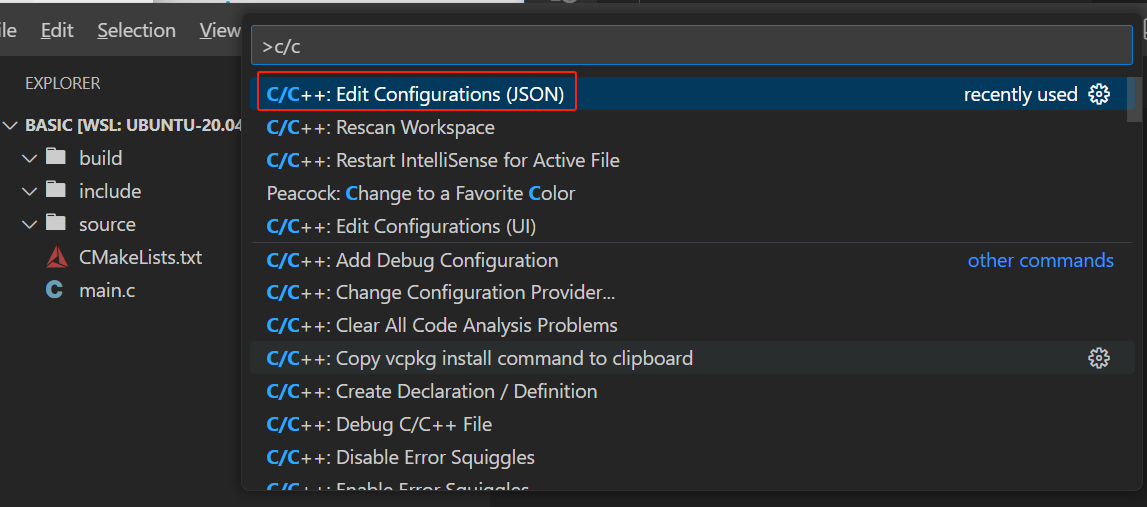 ile Edit Selection View
>c/c
C/C++: Edit Configurations (JSON) recently used
C/C++: Rescan Workspace
C/C++: Restart IntelliSense for Active File
Peacock: Change to a Favorite Color
C/C++: Edit Configurations (UI)
C/C++: Add Debug Configuration other commands
C/C++: Change Configuration Provider...
C/C++: Clear All Code Analysis Problems
C/C++: Copy vcpkg install command to clipboard
C/C++: Create Declaration / Definition
C/C++: Debug C/C++ File
C/C++: Disable Error Squiggles
C/C++: Enable Error Squiggles
EXPLORER
BASIC [WSL: UBUNTU-20.04
build
include
source
CMakeLists.txt
C main.c